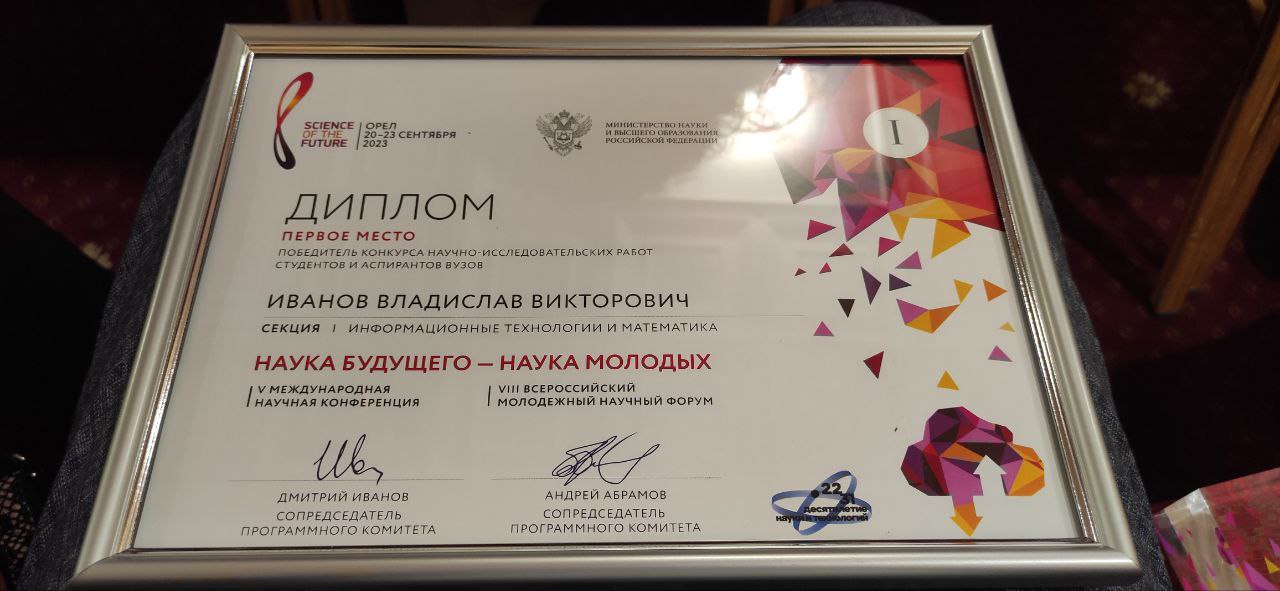 SCIENCE
OF THE
FUTURE
ОРЕЛ
20–23 СЕНТЯБРЯ
2023
МИНИСТЕРСТВО НАУКИ
И ВЫСШЕГО ОБРАЗОВАНИЯ
РОССИЙСКОЙ ФЕДЕРАЦИИ
I
ДИПЛОМ
ПЕРВОЕ МЕСТО
ПОБЕДИТЕЛЬ КОНКУРСА НАУЧНО-ИССЛЕДОВАТЕЛЬСКИХ РАБОТ
СТУДЕНТОВ И АСПИРАНТОВ ВУЗОВ
ИВАНОВ ВЛАДИСЛАВ ВИКТОРОВИЧ
СЕКЦИЯ | ИНФОРМАЦИОННЫЕ ТЕХНОЛОГИИ И МАТЕМАТИКА
НАУКА БУДУЩЕГО — НАУКА МОЛОДЫХ
V МЕЖДУНАРОДНАЯ
НАУЧНАЯ КОНФЕРЕНЦИЯ
VIII ВСЕРОССИЙСКИЙ
МОЛОДЕЖНЫЙ НАУЧНЫЙ ФОРУМ
ДМИТРИЙ ИВАНОВ
СОПРЕДСЕДАТЕЛЬ
ПРОГРАММНОГО КОМИТЕТА
АНДРЕЙ АБРАМОВ
СОПРЕДСЕДАТЕЛЬ
ПРОГРАММНОГО КОМИТЕТА
22
31
десятилетие
науки и технологий